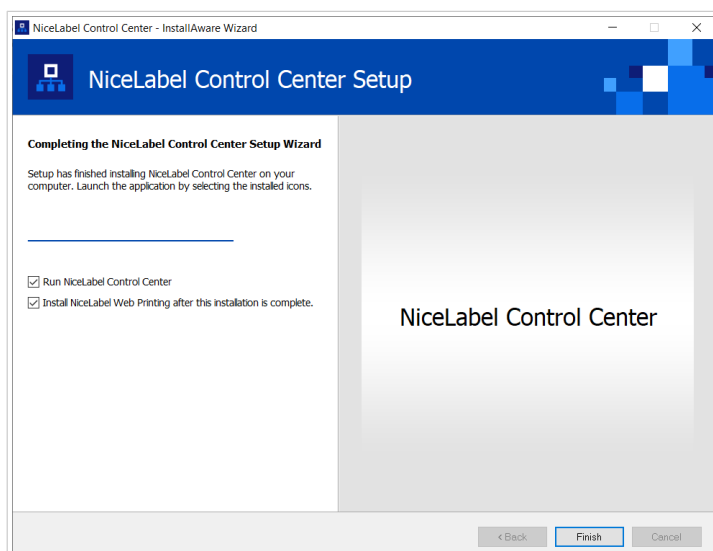 NiceLabel Control Center - InstallAware Wizard
NiceLabel Control Center Setup
Completing the NiceLabel Control Center Setup Wizard
Setup has finished installing NiceLabel Control Center on your
computer. Launch the application by selecting the installed icons.
Run NiceLabel Control Center
Install NiceLabel Web Printing after this installation is complete.
NiceLabel Control Center
< Back
Finish
Cancel